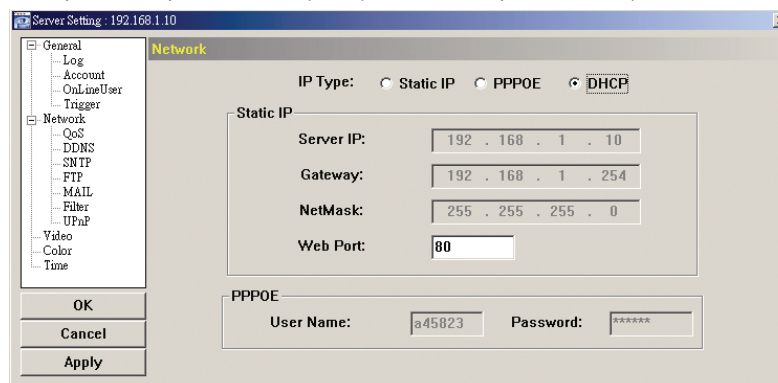 Server Setting : 192.168.1.10
General
Log
Account
OnLineUser
Trigger
Network
QoS
DDNS
SNTP
FTP
MAIL
Filter
UPnP
Video
Color
Time
OK
Cancel
Apply
Network
IP Type: Static IP PPPOE DHCP
Static IP
Server IP: 192 . 168 . 1 . 10
Gateway: 192 . 168 . 1 . 254
NetMask: 255 . 255 . 255 . 0
Web Port: 80
PPPOE
User Name: a45823 Password: ******